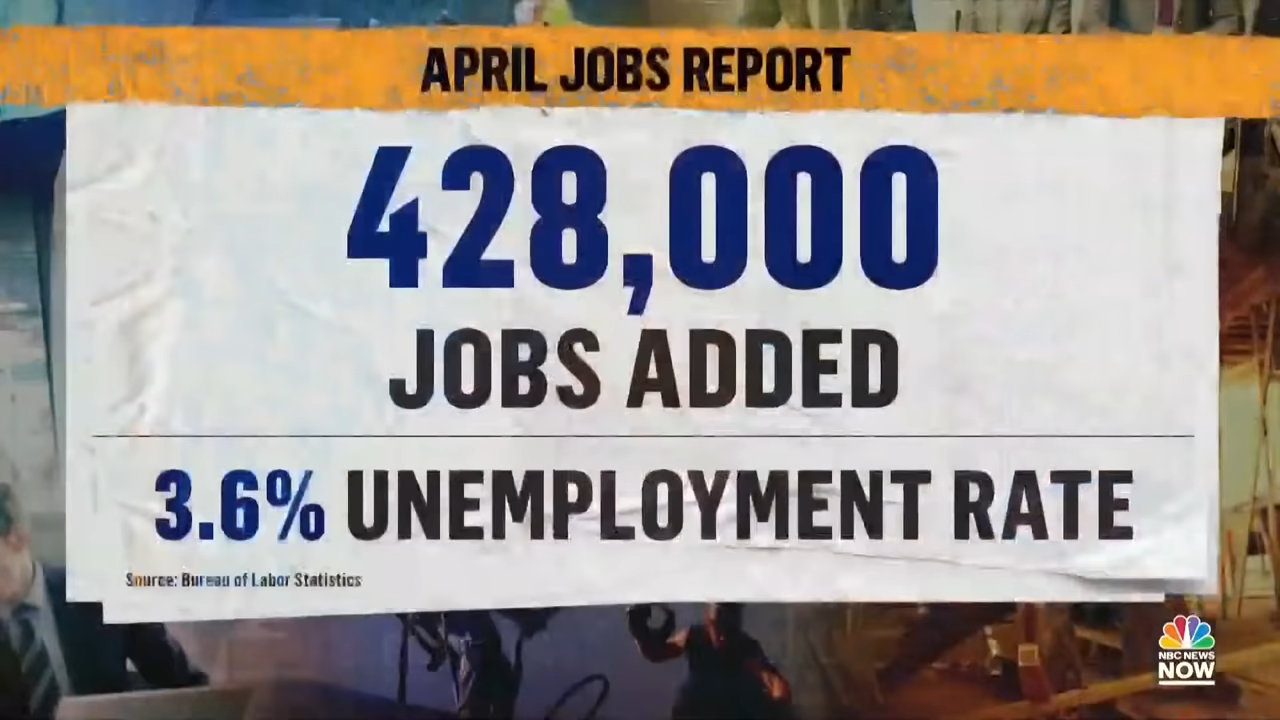 APRIL JOBS REPORT
428,000
JOBS ADDED
3.6% UNEMPLOYMENT RATE
Source: Bureau of Labor Statistics
NBC NEWS
NOW